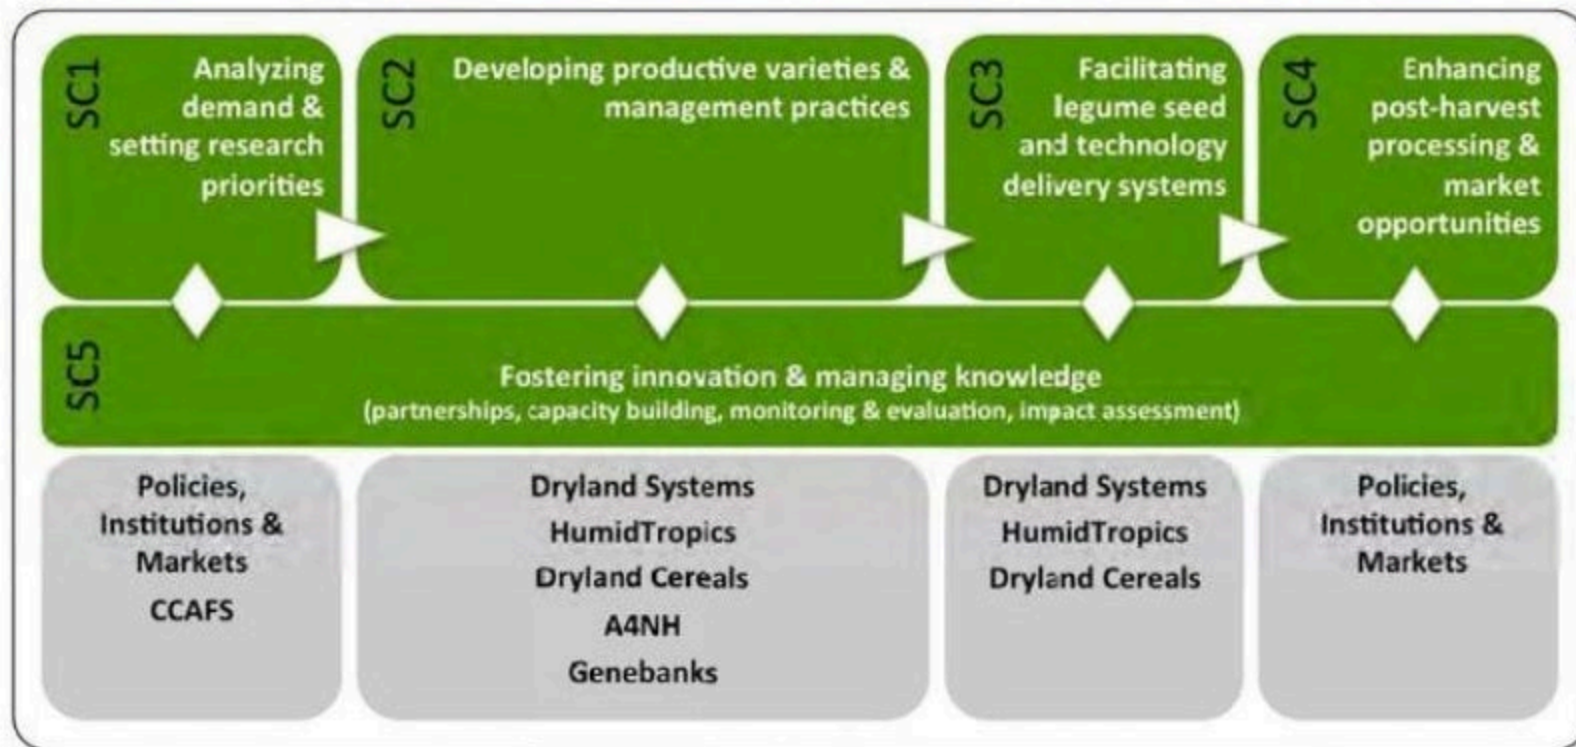 SC1
Analyzing
demand &
setting research
priorities
SC2
Developing productive varieties &
management practices
SC3
Facilitating
legume seed
and technology
delivery systems
SC4
Enhancing
post-harvest
processing &
market
opportunities
SC5
Fostering innovation & managing knowledge
(partnerships, capacity building, monitoring & evaluation, impact assessment)
Policies,
Institutions &
Markets
CCAFS
Dryland Systems
HumidTropics
Dryland Cereals
A4NH
Genebanks
Dryland Systems
HumidTropics
Dryland Cereals
Policies,
Institutions &
Markets